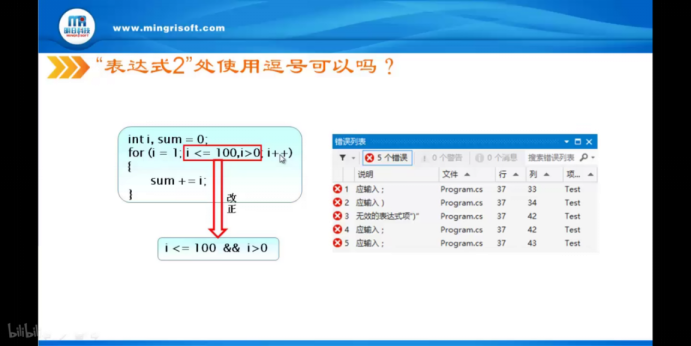 明日科技
www.mingrisoft.com
“表达式2”处使用逗号可以吗？
int i, sum = 0;
for (i = 1; i <= 100,i>0; i++)
{
sum += i;
}
改正
i <= 100 && i>0
错误列表
5 个错误 0 个警告 0 个消息 搜索错误列表
说明 文件 行 列 项...
1 应输入 ; Program.cs 37 33 Test
2 应输入 ) Program.cs 37 34 Test
3 无效的表达式项“)” Program.cs 37 42 Test
4 应输入 ; Program.cs 37 42 Test
5 应输入 ; Program.cs 37 43 Test
bilibili